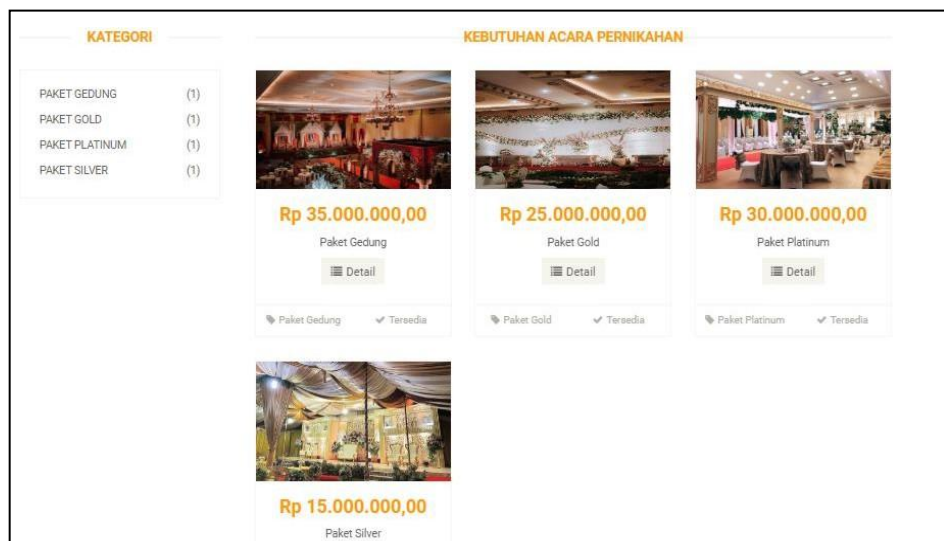 KATEGORI
PAKET GEDUNG (1)
PAKET GOLD (1)
PAKET PLATINUM (1)
PAKET SILVER (1)
KEBUTUHAN ACARA PERNIKAHAN
Rp 35.000.000,00
Paket Gedung
Detail
Paket Gedung Tersedia
Rp 25.000.000,00
Paket Gold
Detail
Paket Gold Tersedia
Rp 30.000.000,00
Paket Platinum
Detail
Paket Platinum Tersedia
Rp 15.000.000,00
Paket Silver